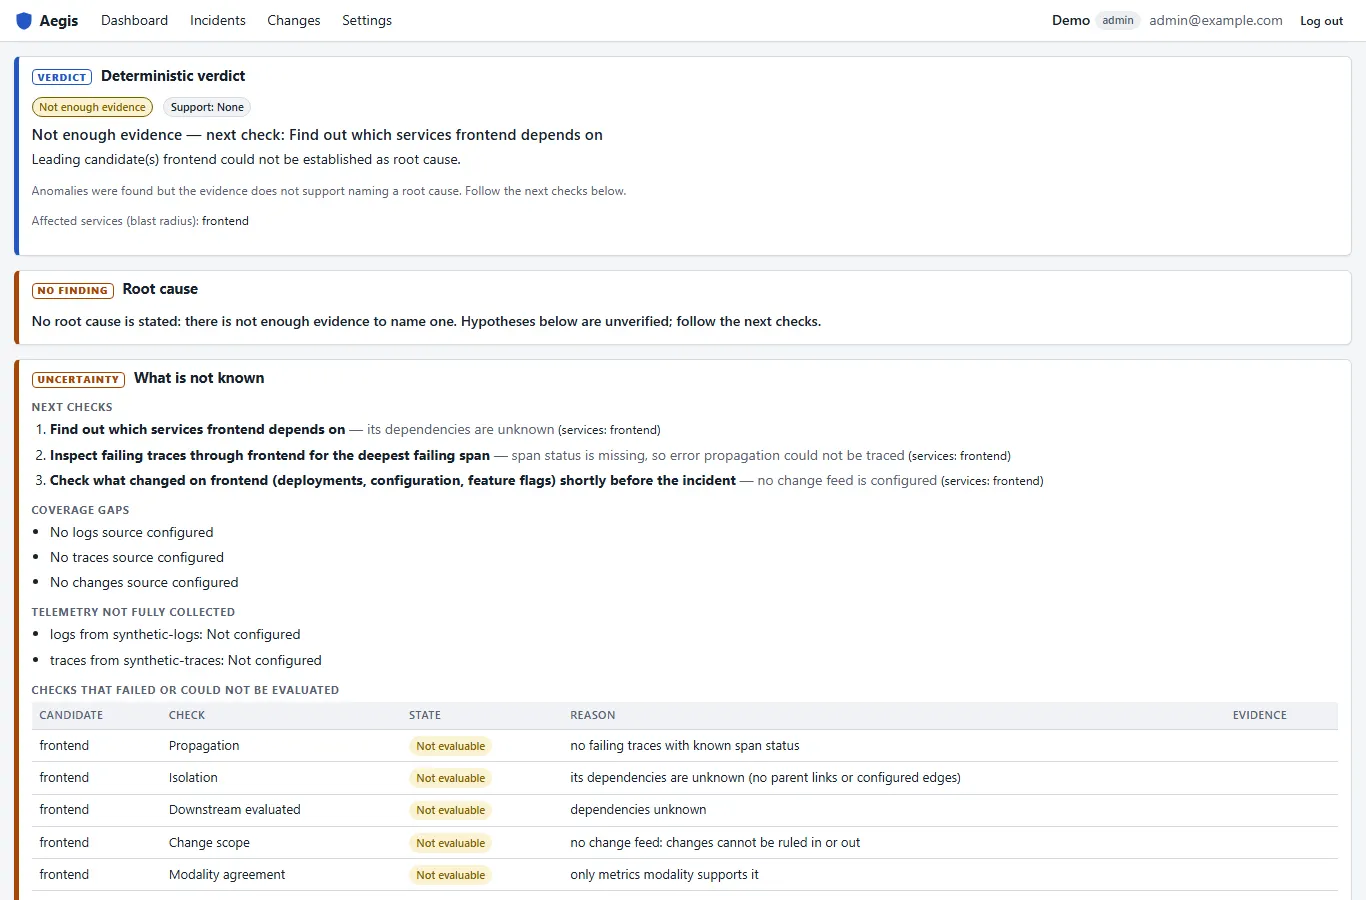 Aegis Dashboard Incidents Changes Settings Demo admin admin@example.com Log out
VERDICT Deterministic verdict
Not enough evidence Support: None
Not enough evidence — next check: Find out which services frontend depends on
Leading candidate(s) frontend could not be established as root cause.
Anomalies were found but the evidence does not support naming a root cause. Follow the next checks below.
Affected services (blast radius): frontend
NO FINDING Root cause
No root cause is stated: there is not enough evidence to name one. Hypotheses below are unverified; follow the next checks.
UNCERTAINTY What is not known
NEXT CHECKS
1. Find out which services frontend depends on — its dependencies are unknown (services: frontend)
2. Inspect failing traces through frontend for the deepest failing span — span status is missing, so error propagation could not be traced (services: frontend)
3. Check what changed on frontend (deployments, configuration, feature flags) shortly before the incident — no change feed is configured (services: frontend)
COVERAGE GAPS
• No logs source configured
• No traces source configured
• No changes source configured
TELEMETRY NOT FULLY COLLECTED
• logs from synthetic-logs: Not configured
• traces from synthetic-traces: Not configured
CHECKS THAT FAILED OR COULD NOT BE EVALUATED
CANDIDATE CHECK STATE REASON EVIDENCE
frontend Propagation Not evaluable no failing traces with known span status
frontend Isolation Not evaluable its dependencies are unknown (no parent links or configured edges)
frontend Downstream evaluated Not evaluable dependencies unknown
frontend Change scope Not evaluable no change feed: changes cannot be ruled in or out
frontend Modality agreement Not evaluable only metrics modality supports it